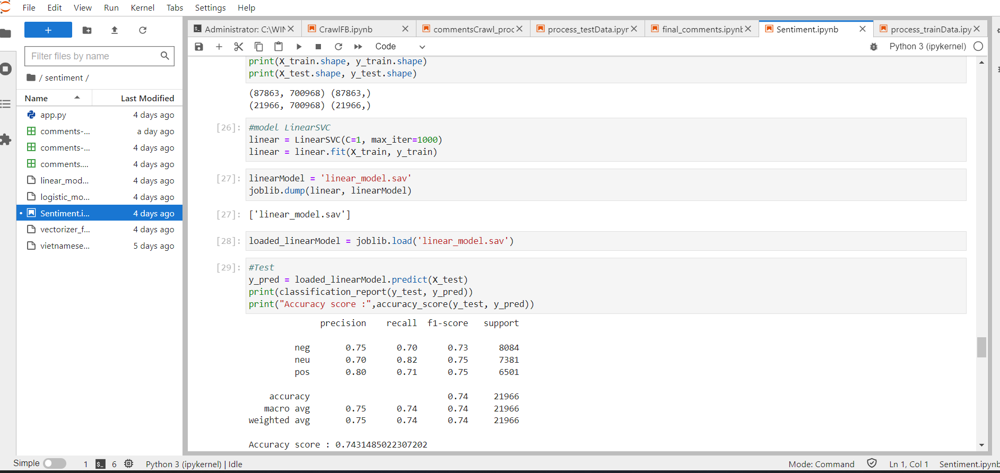 File Edit View Run Kernel Tabs Settings Help
Filter files by name
/ sentiment /
Name Last Modified
app.py 4 days ago
comments-... a day ago
comments-... 4 days ago
comments.... 4 days ago
linear_mod... 4 days ago
logistic_mo... 4 days ago
Sentiment.i... 4 days ago
vectorizer_f... 4 days ago
vietnamese... 5 days ago
Administrator: C:\WIN CrawlFB.ipynb commentsCrawl_proc process_testData.ipyn final_comments.ipynb Sentiment.ipynb process_trainData.ipy
Code Python 3 (ipykernel)
print(X_train.shape, y_train.shape)
print(X_test.shape, y_test.shape)
(87863, 700968) (87863,)
(21966, 700968) (21966,)
[26]: #model LinearSVC
linear = LinearSVC(C=1, max_iter=1000)
linear = linear.fit(X_train, y_train)
[27]: linearModel = 'linear_model.sav'
joblib.dump(linear, linearModel)
[27]: ['linear_model.sav']
[28]: loaded_linearModel = joblib.load('linear_model.sav')
[29]: #Test
y_pred = loaded_linearModel.predict(X_test)
print(classification_report(y_test, y_pred))
print("Accuracy score :",accuracy_score(y_test, y_pred))
precision recall f1-score support
neg 0.75 0.70 0.73 8084
neu 0.70 0.82 0.75 7381
pos 0.80 0.71 0.75 6501
accuracy 0.74 21966
macro avg 0.75 0.74 0.74 21966
weighted avg 0.75 0.74 0.74 21966
Accuracy score : 0.7431485022307202
Simple 1 $_ 6 Python 3 (ipykernel) | Idle Mode: Command Ln 1, Col 1 Sentiment.ipynb